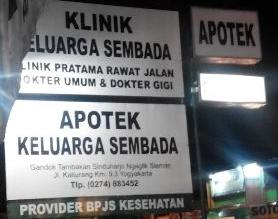 KLINIK
KELUARGA SEMBADA
KLINIK PRATAMA RAWAT JALAN
DOKTER UMUM & DOKTER GIGI
APOTEK
APOTEK
KELUARGA SEMBADA
Gandok Tambakan Sinduharjo Ngaglik Sleman
Jl. Kaliurang Km. 9,3 Yogyakarta
Tlp. (0274) 883452
PROVIDER BPJS KESEHATAN
SOTO